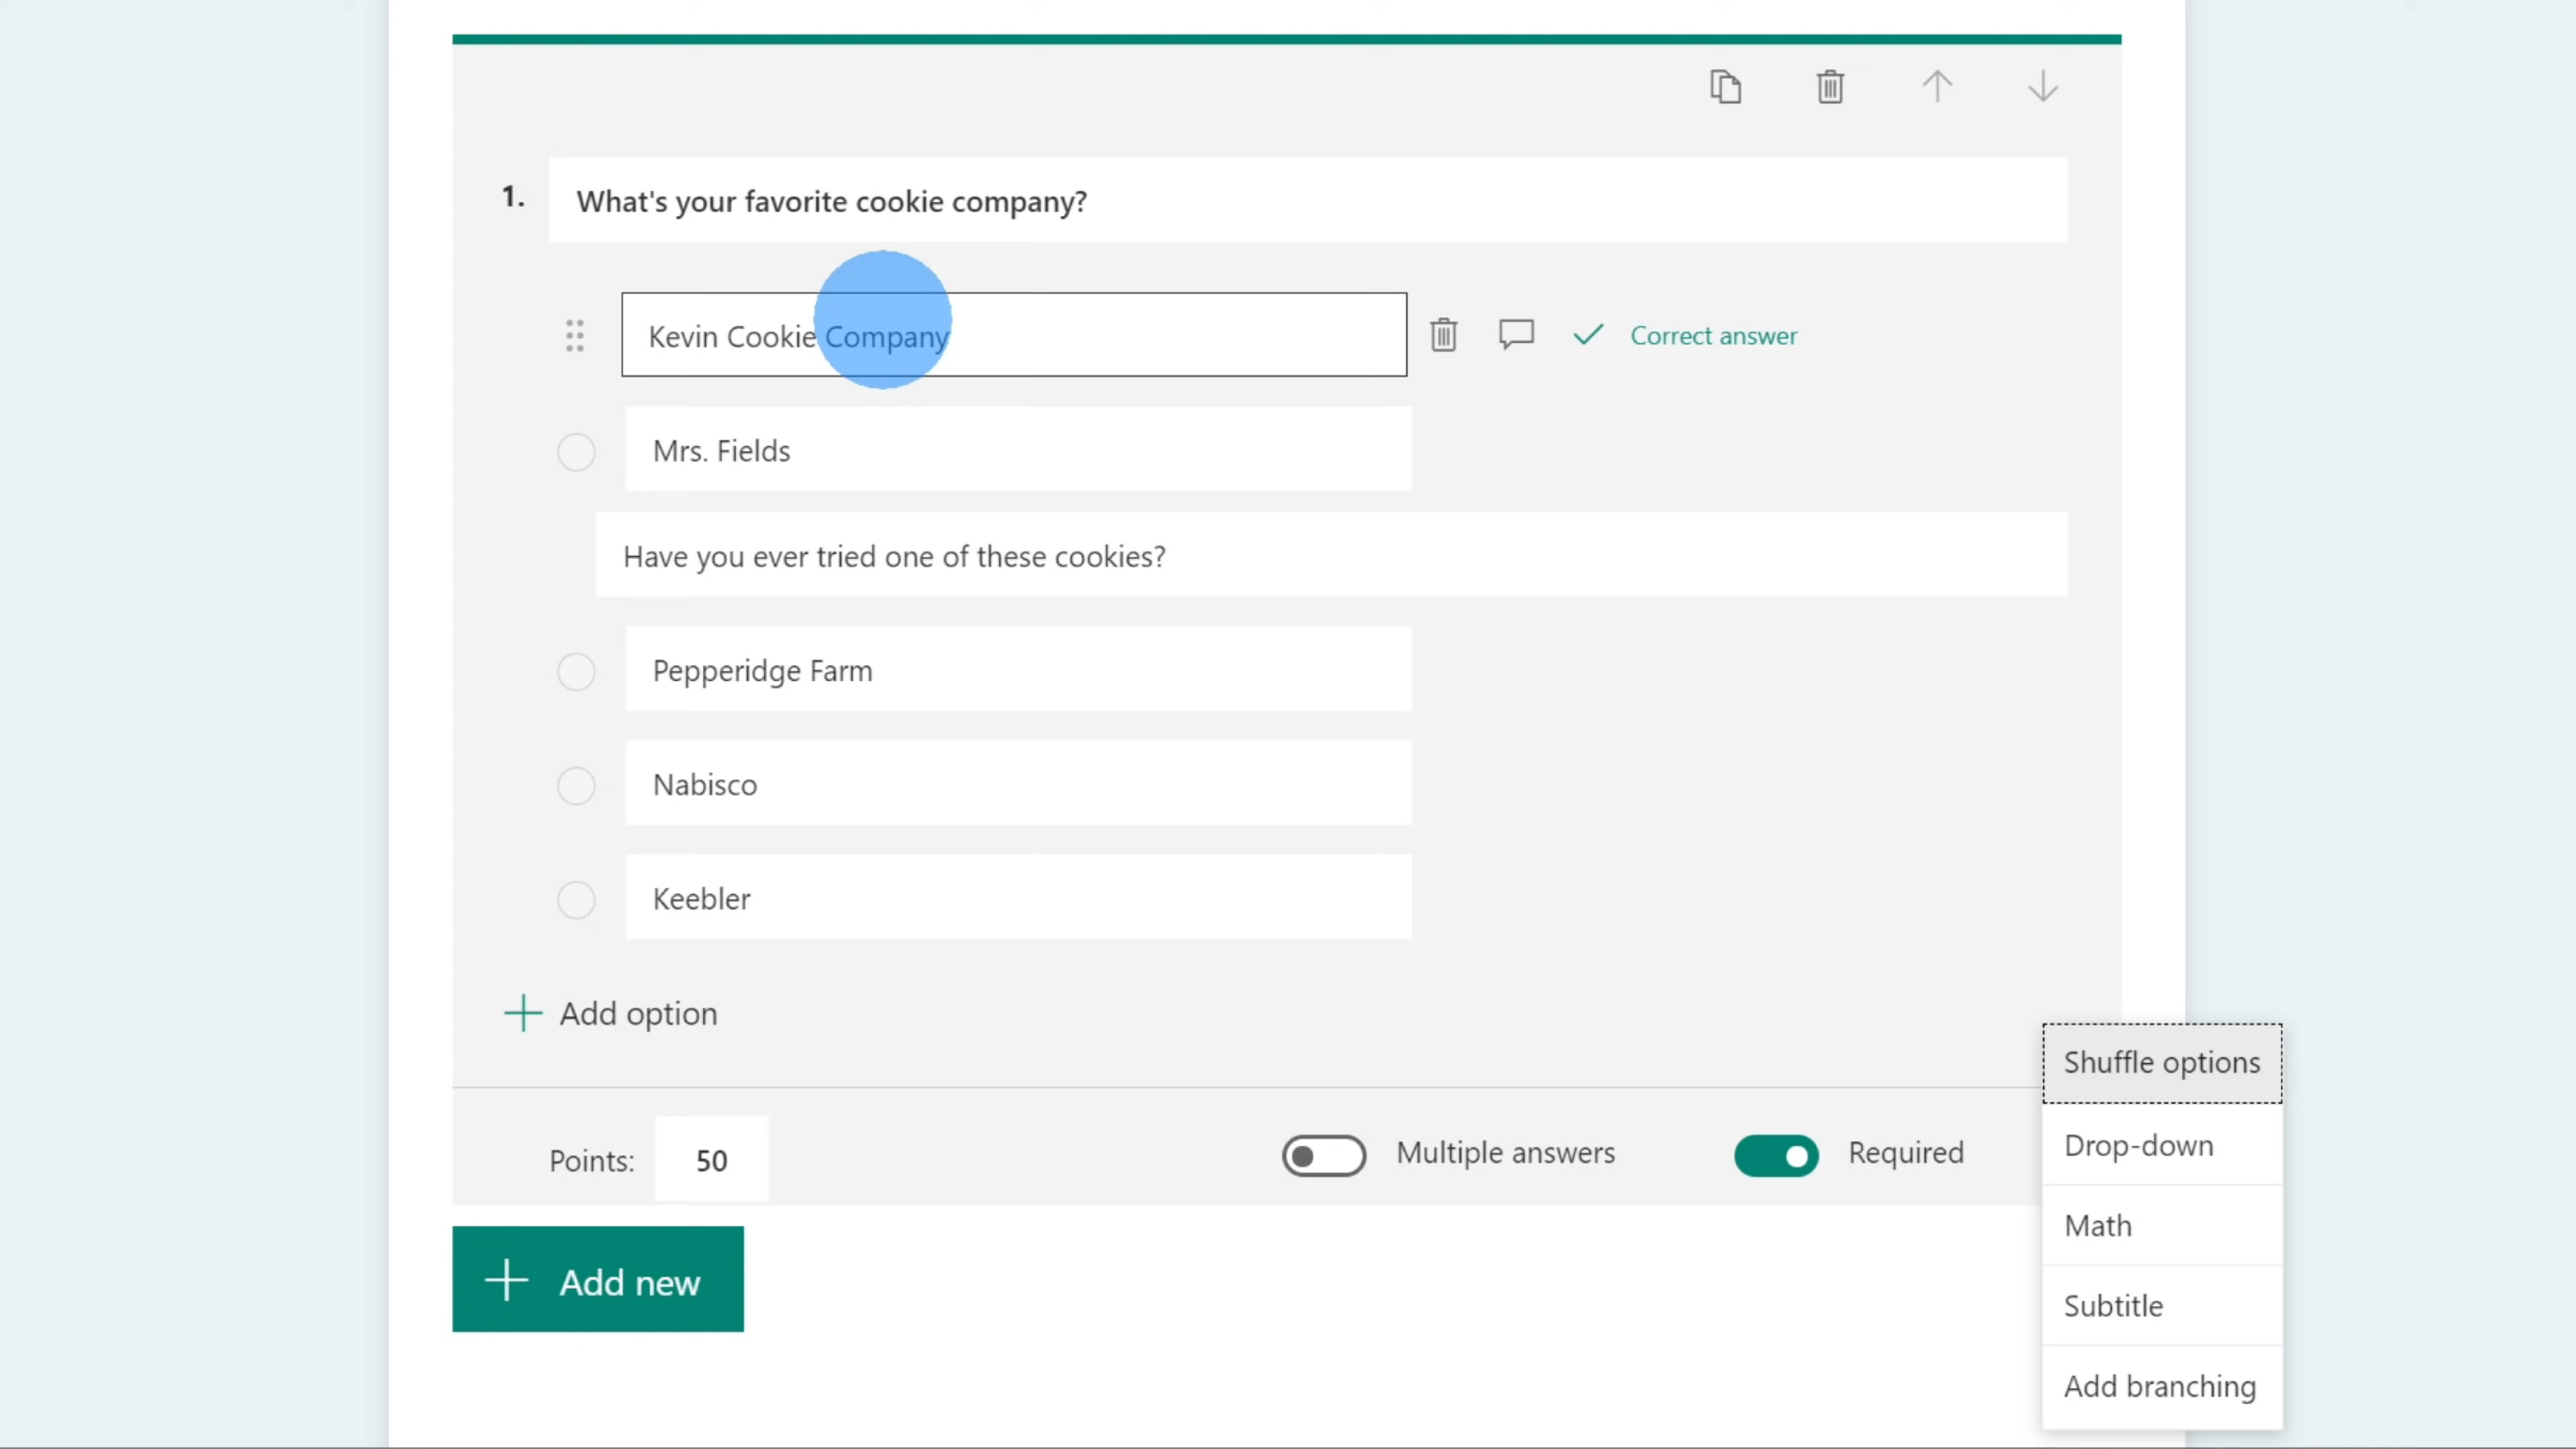 1. What's your favorite cookie company?
Kevin Cookie Company
Correct answer
Mrs. Fields
Have you ever tried one of these cookies?
Pepperidge Farm
Nabisco
Keebler
Add option
Points: 50
Multiple answers
Required
Shuffle options
Drop-down
Math
Subtitle
Add branching
Add new